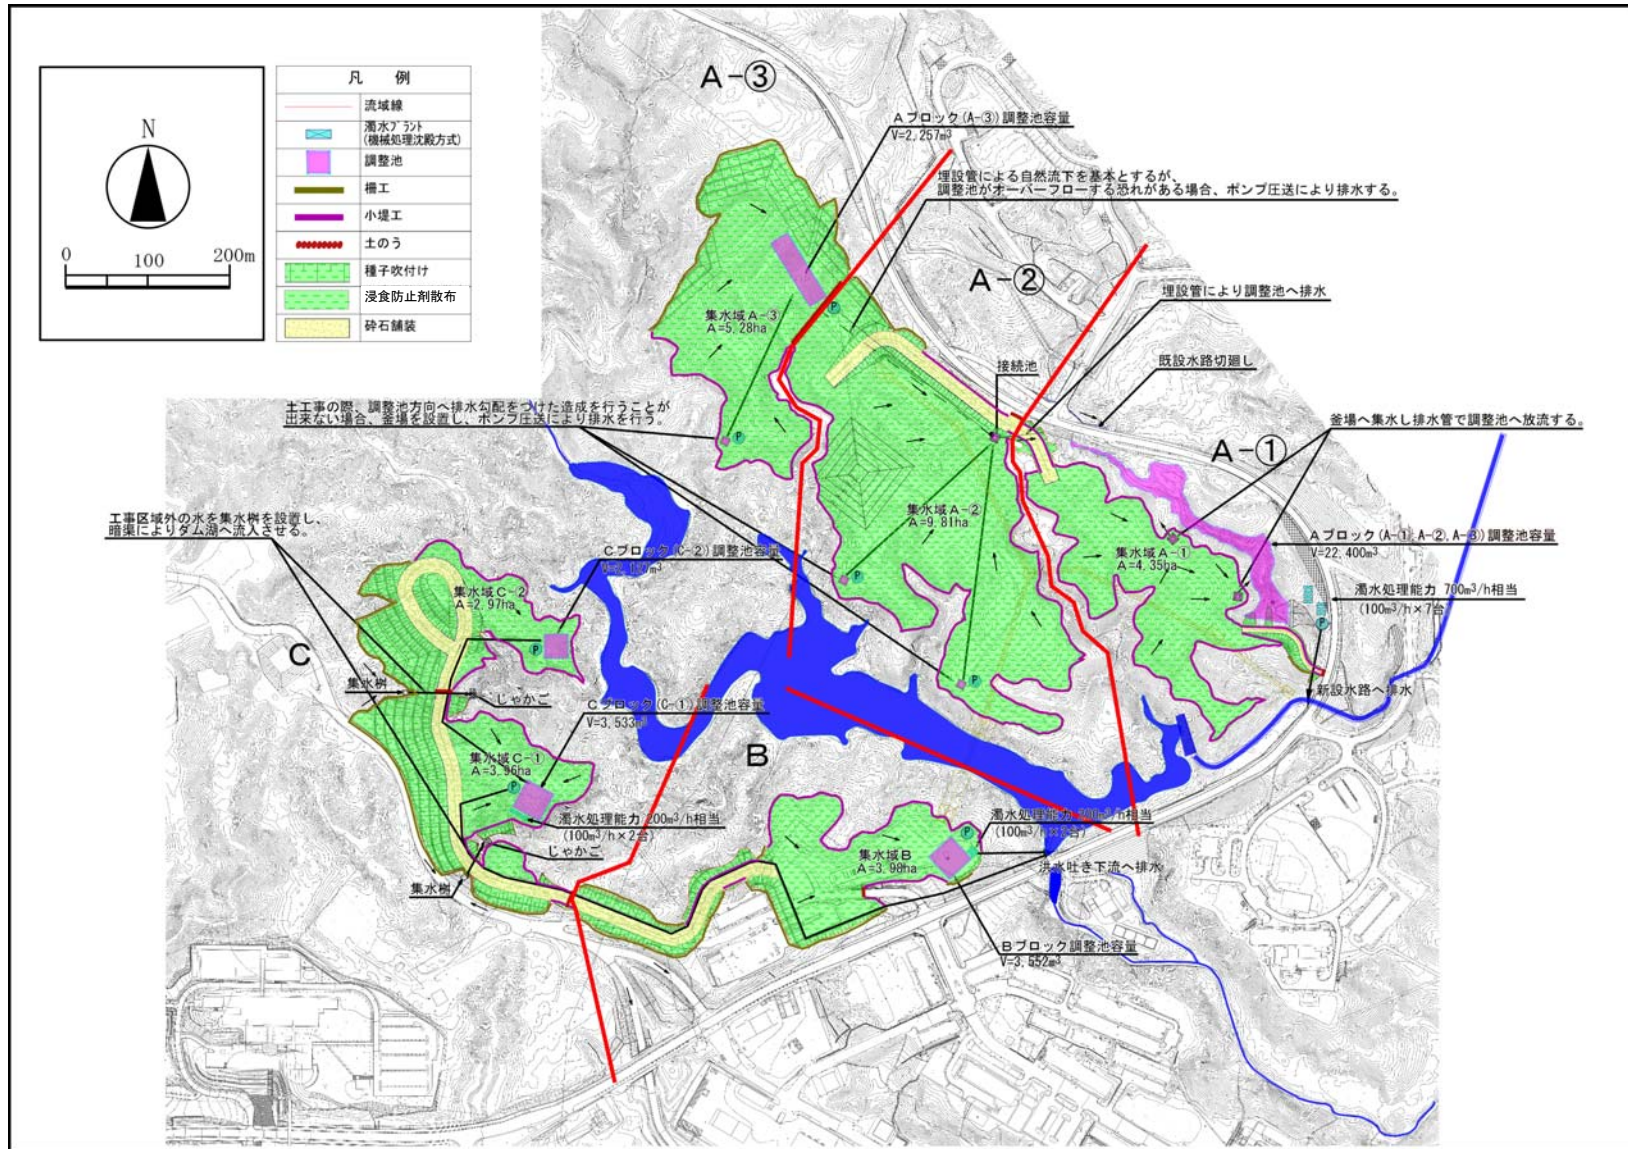 N
0 100 200m
凡 例
流域線
濁水プラント
(機械処理沈殿方式)
調整池
柵工
小堤工
土のう
種子吹付け
浸食防止剤散布
砕石舗装
A-③
Aブロック(A-③)調整池容量
V=2,257m³
埋設管による自然流下を基本とするが、
調整池がオーバーフローする恐れがある場合、ポンプ圧送により排水する。
A-②
埋設管により調整池へ排水
集水域A-3
A=5.28ha
P
接続池
既設水路切廻し
土工事の際、調整池方向へ排水勾配をつけた造成を行うことが
出来ない場合、釜場を設置し、ポンプ圧送により排水を行う。
P
釜場へ集水し排水管で調整池へ放流する。
A-①
工事区域外の水を集水桝を設置し、
暗渠によりダム湖へ流入させる。
集水域A-2
A=9.81ha
Cブロック(C-2)調整池容量
集水域A-1
A=4.35ha
Aブロック(A-①,A-②,A-③)調整池容量
V=22,400m³
P
集水域C-2
A=2.97ha
濁水処理能力 700m³/h相当
(100m³/h×7台)
P
P
C
P
集水桝
じゃかご
新設水路へ排水
Cブロック(C-1)調整池容量
V=3,533m³
B
集水域C-1
A=3.96ha
P
濁水処理能力 200m³/h相当
(100m³/h×2台)
濁水処理能力 200m³/h相当
(100m³/h×2台)
P
じゃかご
集水域B
A=3.98ha
洪水吐き下流へ排水
集水桝
Bブロック調整池容量
V=3,552m³